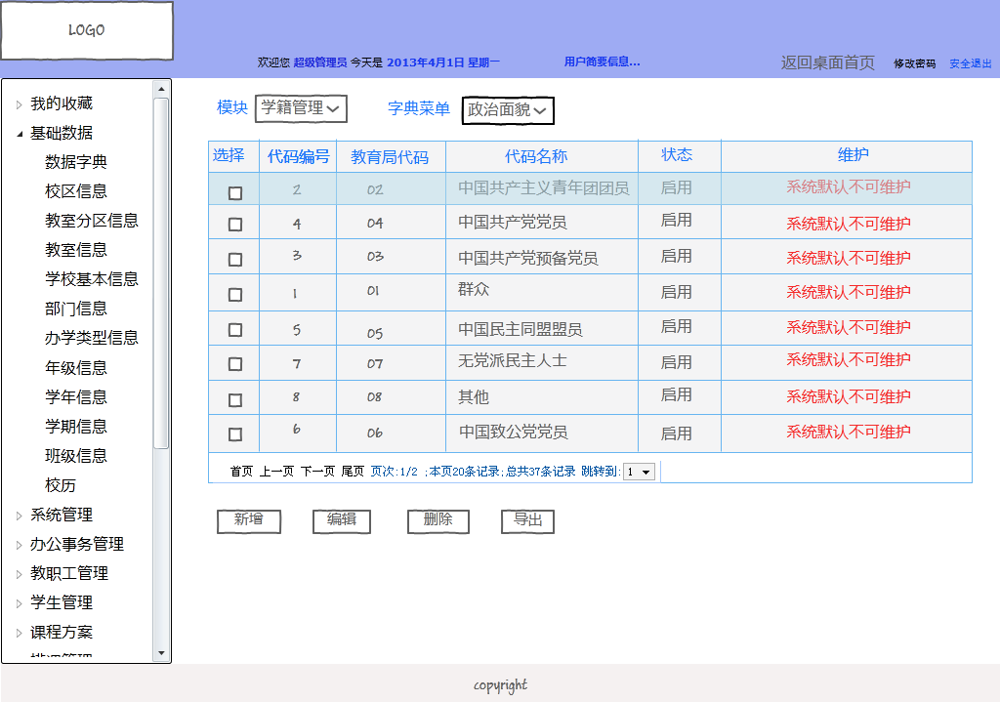 LOGO
欢迎您 超级管理员 今天是 2013年4月1日 星期一 用户简要信息... 返回桌面首页 修改密码 安全退出
我的收藏
基础数据
数据字典
校区信息
教室分区信息
教室信息
学校基本信息
部门信息
办学类型信息
年级信息
学年信息
学期信息
班级信息
校历
系统管理
办公事务管理
教职工管理
学生管理
课程方案
模块 学籍管理 字典菜单 政治面貌
选择 代码编号 教育局代码 代码名称 状态 维护
2 02 中国共产主义青年团团员 启用 系统默认不可维护
4 04 中国共产党党员 启用 系统默认不可维护
3 03 中国共产党预备党员 启用 系统默认不可维护
1 01 群众 启用 系统默认不可维护
5 05 中国民主同盟盟员 启用 系统默认不可维护
7 07 无党派民主人士 启用 系统默认不可维护
8 08 其他 启用 系统默认不可维护
6 06 中国致公党党员 启用 系统默认不可维护
首页 上一页 下一页 尾页 页次:1/2 ;本页20条记录;总共37条记录 跳转到: 1
新增 编辑 删除 导出
copyright